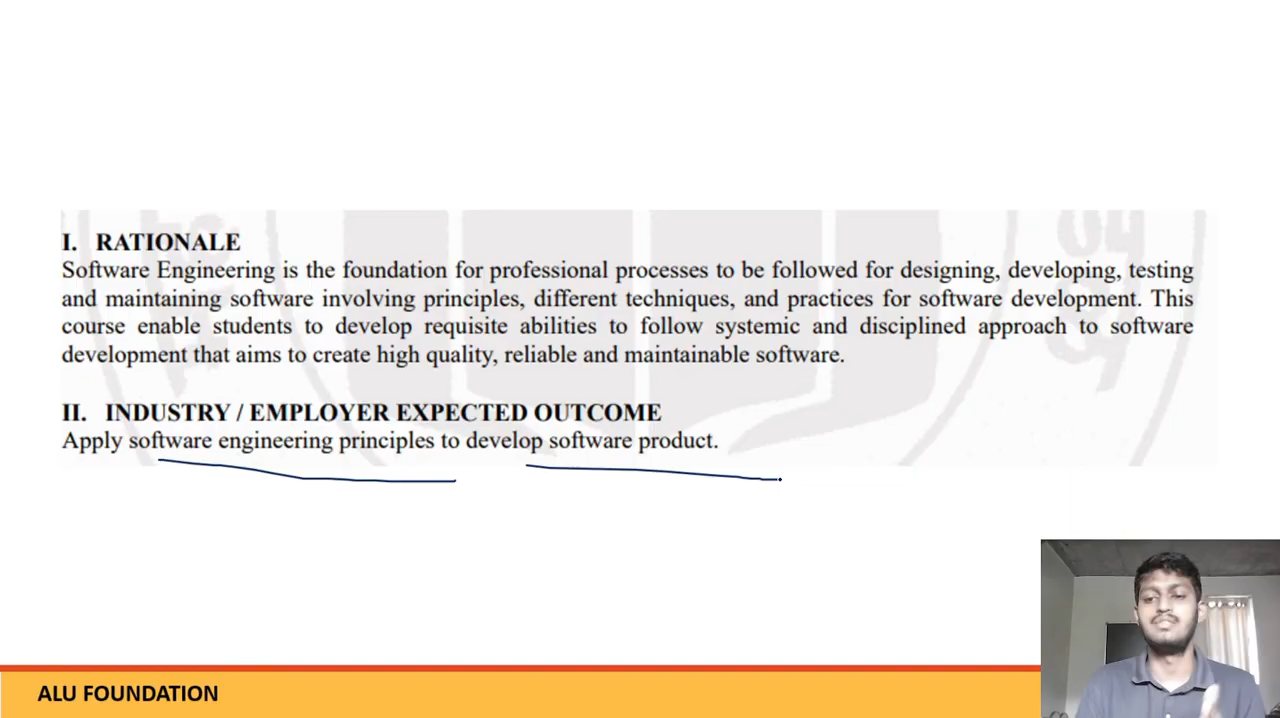 I. RATIONALE
Software Engineering is the foundation for professional processes to be followed for designing, developing, testing
and maintaining software involving principles, different techniques, and practices for software development. This
course enable students to develop requisite abilities to follow systemic and disciplined approach to software
development that aims to create high quality, reliable and maintainable software.
II. INDUSTRY / EMPLOYER EXPECTED OUTCOME
Apply software engineering principles to develop software product.
ALU FOUNDATION